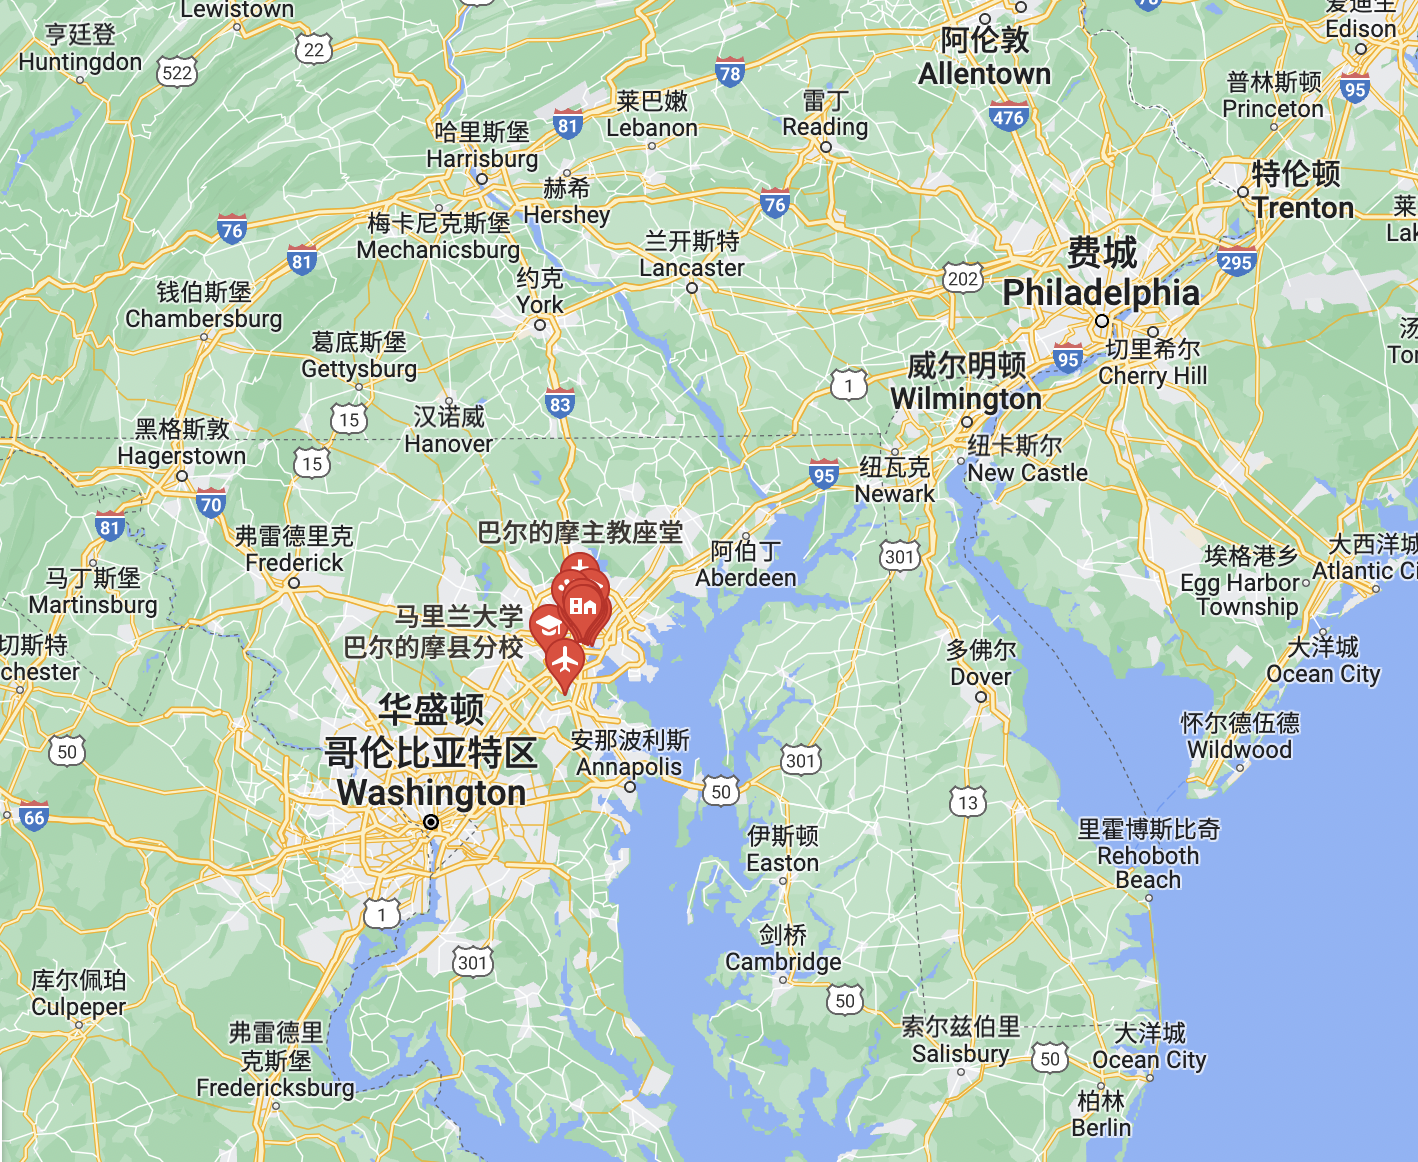 Lewistown
亨廷登
Huntingdon
522
22
78
阿伦敦
Allentown
Edison
95
普林斯顿
Princeton
476
莱巴嫩
Lebanon
雷丁
Reading
81
哈里斯堡
Harrisburg
赫希
Hershey
76
特伦顿
Trenton
莱
76
81
梅卡尼克斯堡
Mechanicsburg
兰开斯特
Lancaster
费城
Philadelphia
295
202
约克
York
钱伯斯堡
Chambersburg
葛底斯堡
Gettysburg
切里希尔
Cherry Hill
95
威尔明顿
Wilmington
1
83
15
汉诺威
Hanover
黑格斯敦
Hagerstown
15
纽卡斯尔
New Castle
纽瓦克
Newark
95
70
81
弗雷德里克
Frederick
巴尔的摩主教座堂
阿伯丁
Aberdeen
301
埃格港乡
Egg Harbor
Township
大西洋城
Atlantic Ci
马丁斯堡
Martinsburg
马里兰大学
巴尔的摩县分校
切斯特
chester
多佛尔
Dover
大洋城
Ocean City
华盛顿
哥伦比亚特区
Washington
安那波利斯
Annapolis
怀尔德伍德
Wildwood
50
301
50
13
66
伊斯顿
Easton
里霍博斯比奇
Rehoboth
Beach
1
301
剑桥
Cambridge
50
库尔佩珀
Culpeper
弗雷德里
克斯堡
Fredericksburg
索尔兹伯里
Salisbury
50
大洋城
Ocean City
柏林
Berlin